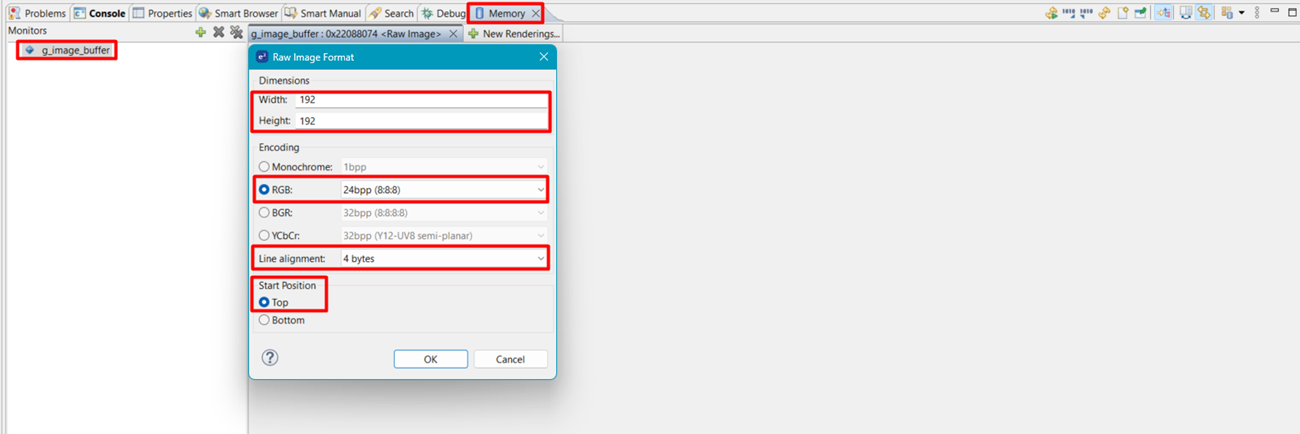 Problems Console Properties Smart Browser Smart Manual Search Debug Memory
Monitors
g_image_buffer : 0x22088074 <Raw Image> New Renderings...
g_image_buffer
Raw Image Format
Dimensions
Width: 192
Height: 192
Encoding
Monochrome: 1bpp
RGB: 24bpp (8:8:8)
BGR: 32bpp (8:8:8:8)
YCbCr: 32bpp (Y12-UV8 semi-planar)
Line alignment: 4 bytes
Start Position
Top
Bottom
OK Cancel